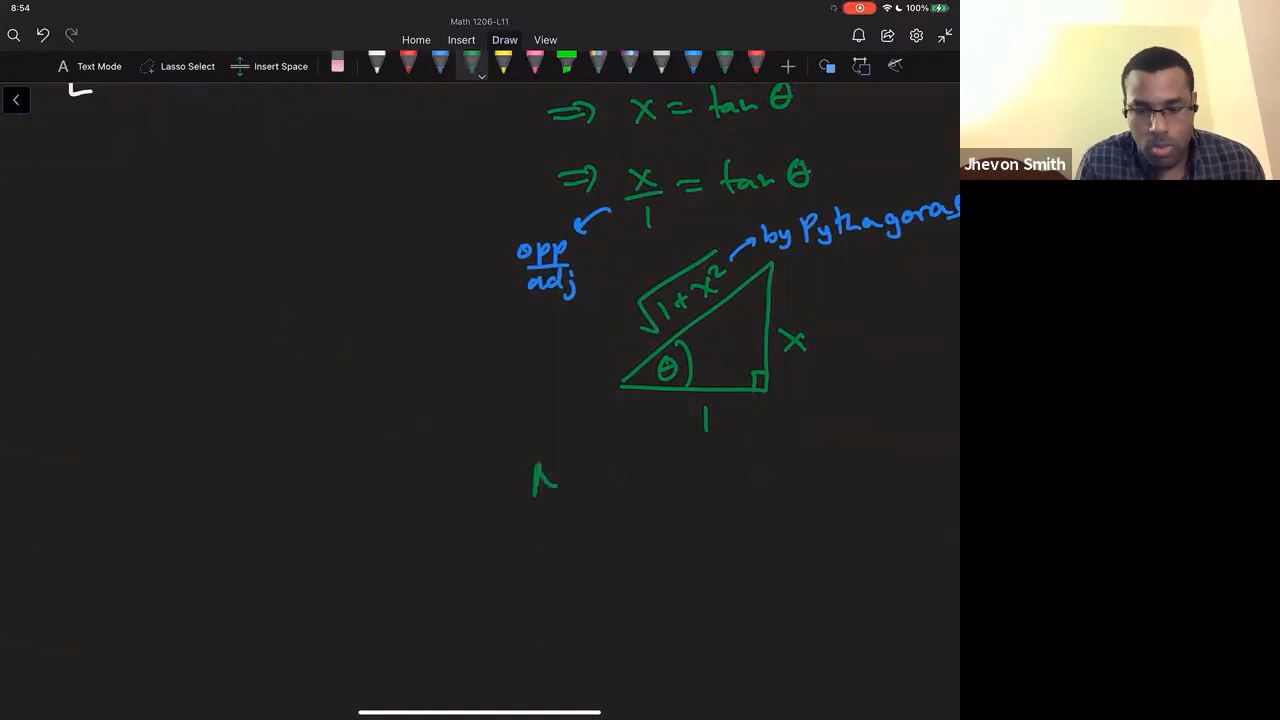 8:54
100%
Math 1206-L11
Home Insert Draw View
A Text Mode Lasso Select Insert Space
Jhevon Smith
⇒ x = tan θ
⇒ x/1 = tan θ
opp/adj
by Pythagoras
√1 + x²
θ
x
1